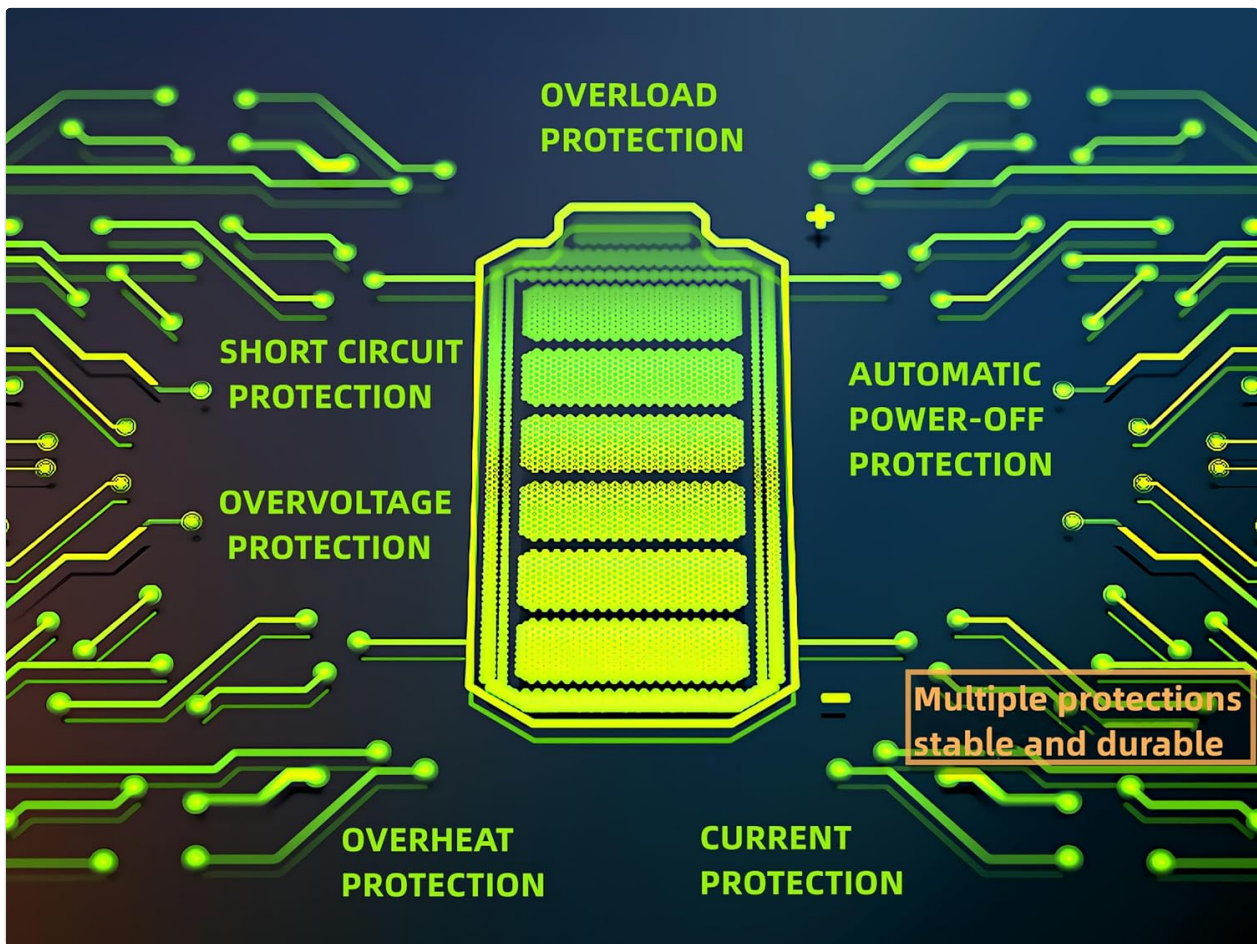 OVERLOAD
PROTECTION
+
SHORT CIRCUIT
PROTECTION
AUTOMATIC
POWER-OFF
PROTECTION
OVERVOLTAGE
PROTECTION
-
Multiple protections
stable and durable
OVERHEAT
PROTECTION
CURRENT
PROTECTION